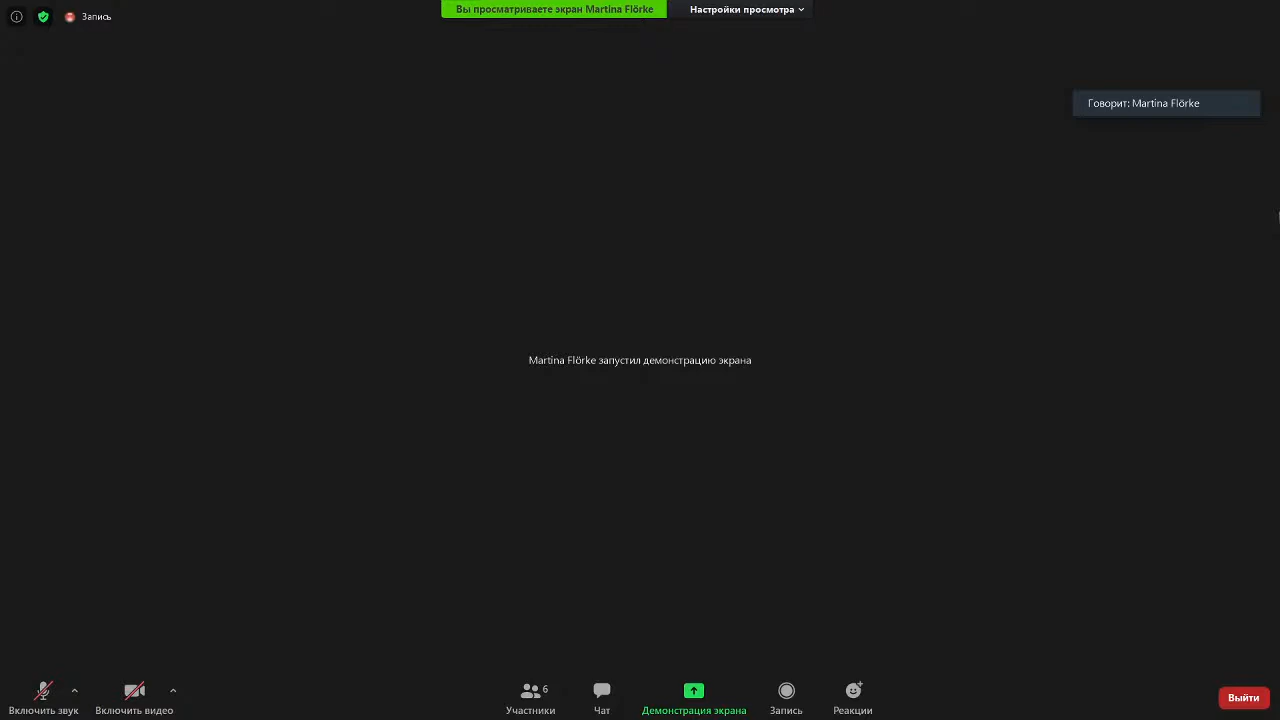 Запись
Вы просматриваете экран Martina Flörke
Настройки просмотра
Говорит: Martina Flörke
Martina Flörke запустил демонстрацию экрана
Включить звук
Включить видео
6
Участники
Чат
Демонстрация экрана
Запись
Реакции
Выйти